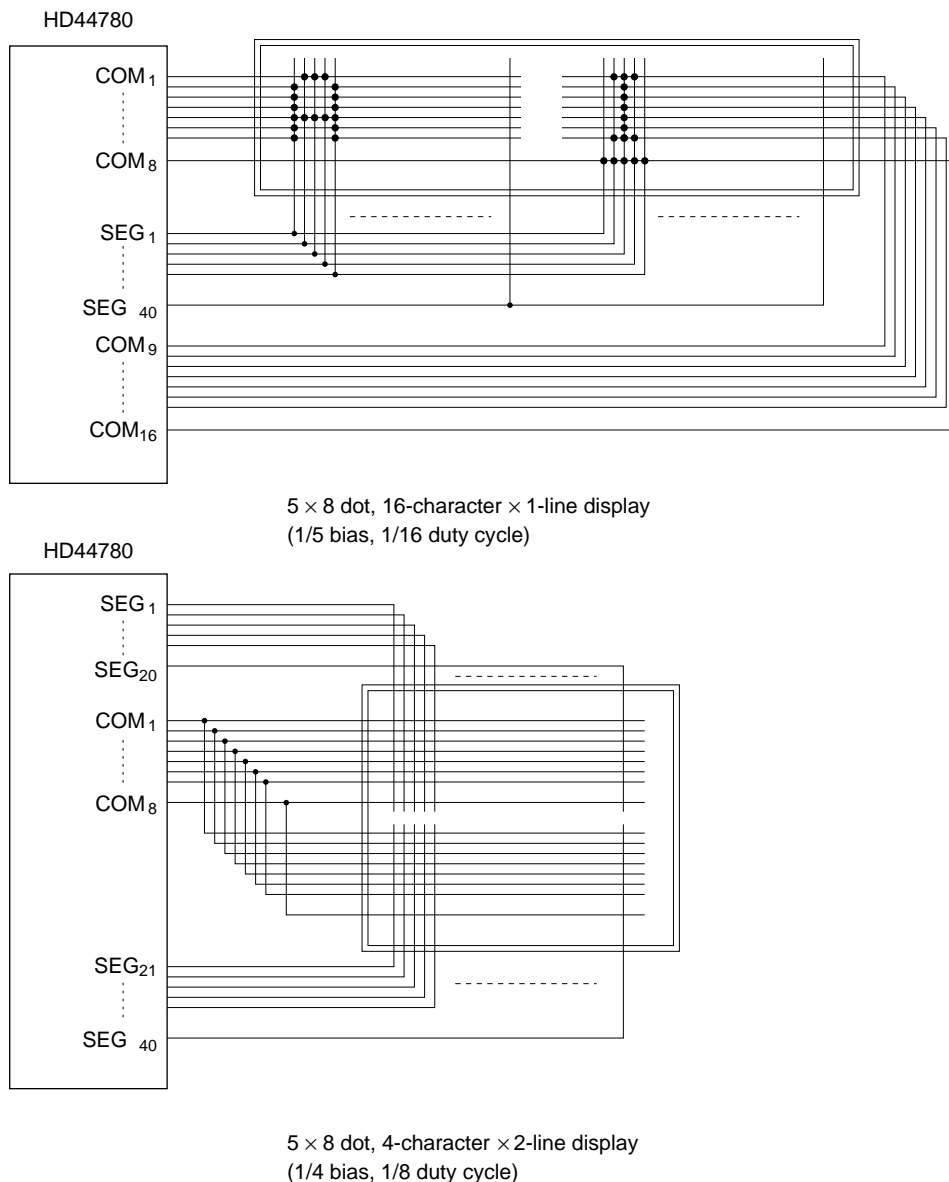 HD44780
COM1
COM8
SEG1
SEG 40
COM9
COM16
5 × 8 dot, 16-character × 1-line display
(1/5 bias, 1/16 duty cycle)
HD44780
SEG1
SEG20
COM1
COM8
SEG21
SEG 40
5 × 8 dot, 4-character × 2-line display
(1/4 bias, 1/8 duty cycle)